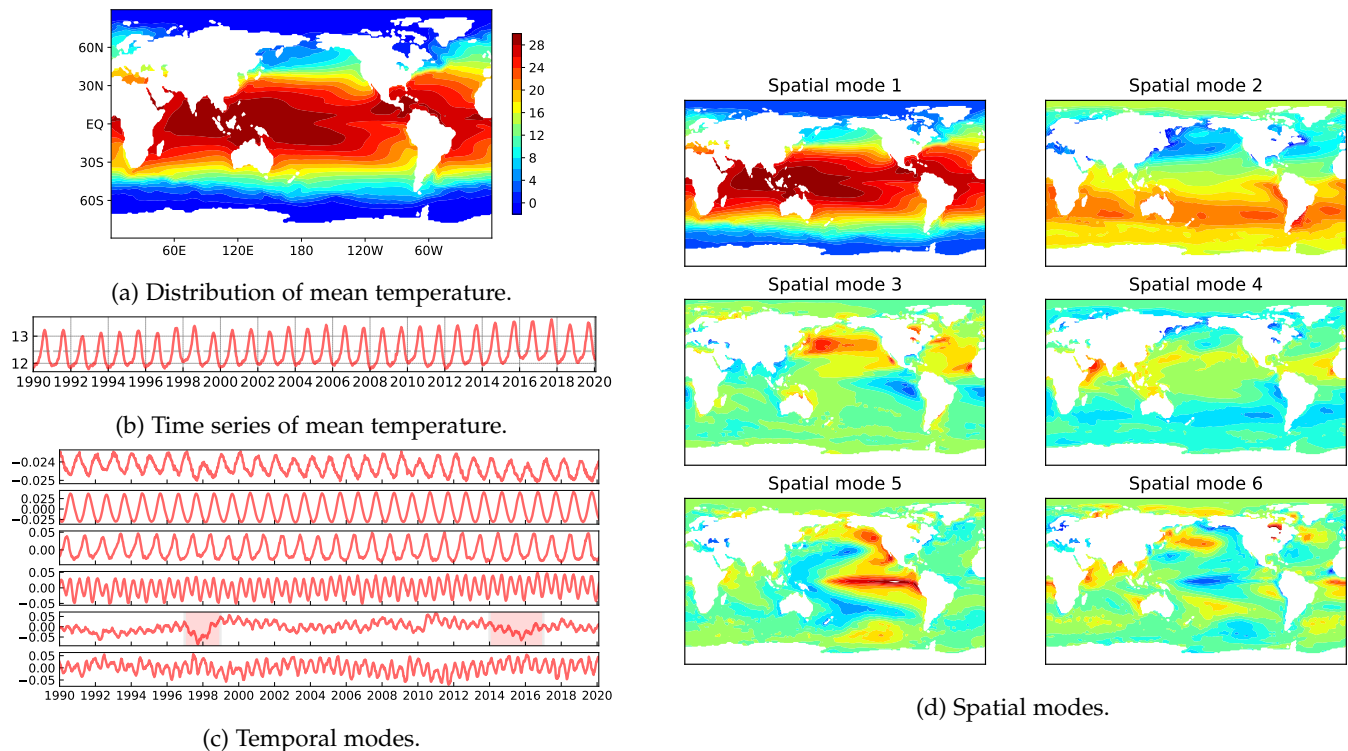 60N
30N
EQ
30S
60S
60E 120E 180 120W 60W
28
24
20
16
12
8
4
0
(a) Distribution of mean temperature.
13
12
1990 1992 1994 1996 1998 2000 2002 2004 2006 2008 2010 2012 2014 2016 2018 2020
(b) Time series of mean temperature.
−0.024
−0.025
0.025
0.000
−0.025
0.05
0.00
0.05
0.00
−0.05
0.05
0.00
−0.05
0.05
0.00
−0.05
1990 1992 1994 1996 1998 2000 2002 2004 2006 2008 2010 2012 2014 2016 2018 2020
(c) Temporal modes.
Spatial mode 1
Spatial mode 2
Spatial mode 3
Spatial mode 4
Spatial mode 5
Spatial mode 6
(d) Spatial modes.